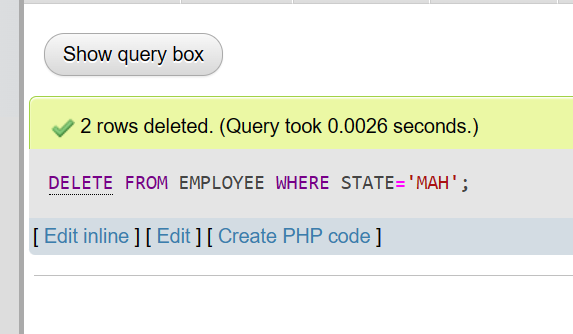 Show query box
2 rows deleted. (Query took 0.0026 seconds.)
DELETE FROM EMPLOYEE WHERE STATE='MAH';
[ Edit inline ] [ Edit ] [ Create PHP code ]